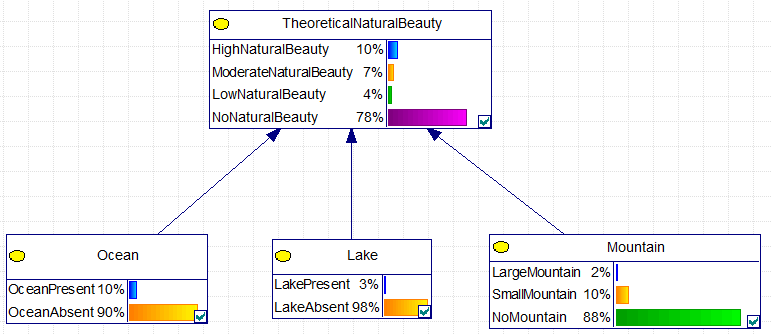 TheoreticalNaturalBeauty
HighNaturalBeauty 10%
ModerateNaturalBeauty 7%
LowNaturalBeauty 4%
NoNaturalBeauty 78%
Ocean
OceanPresent 10%
OceanAbsent 90%
Lake
LakePresent 3%
LakeAbsent 98%
Mountain
LargeMountain 2%
SmallMountain 10%
NoMountain 88%